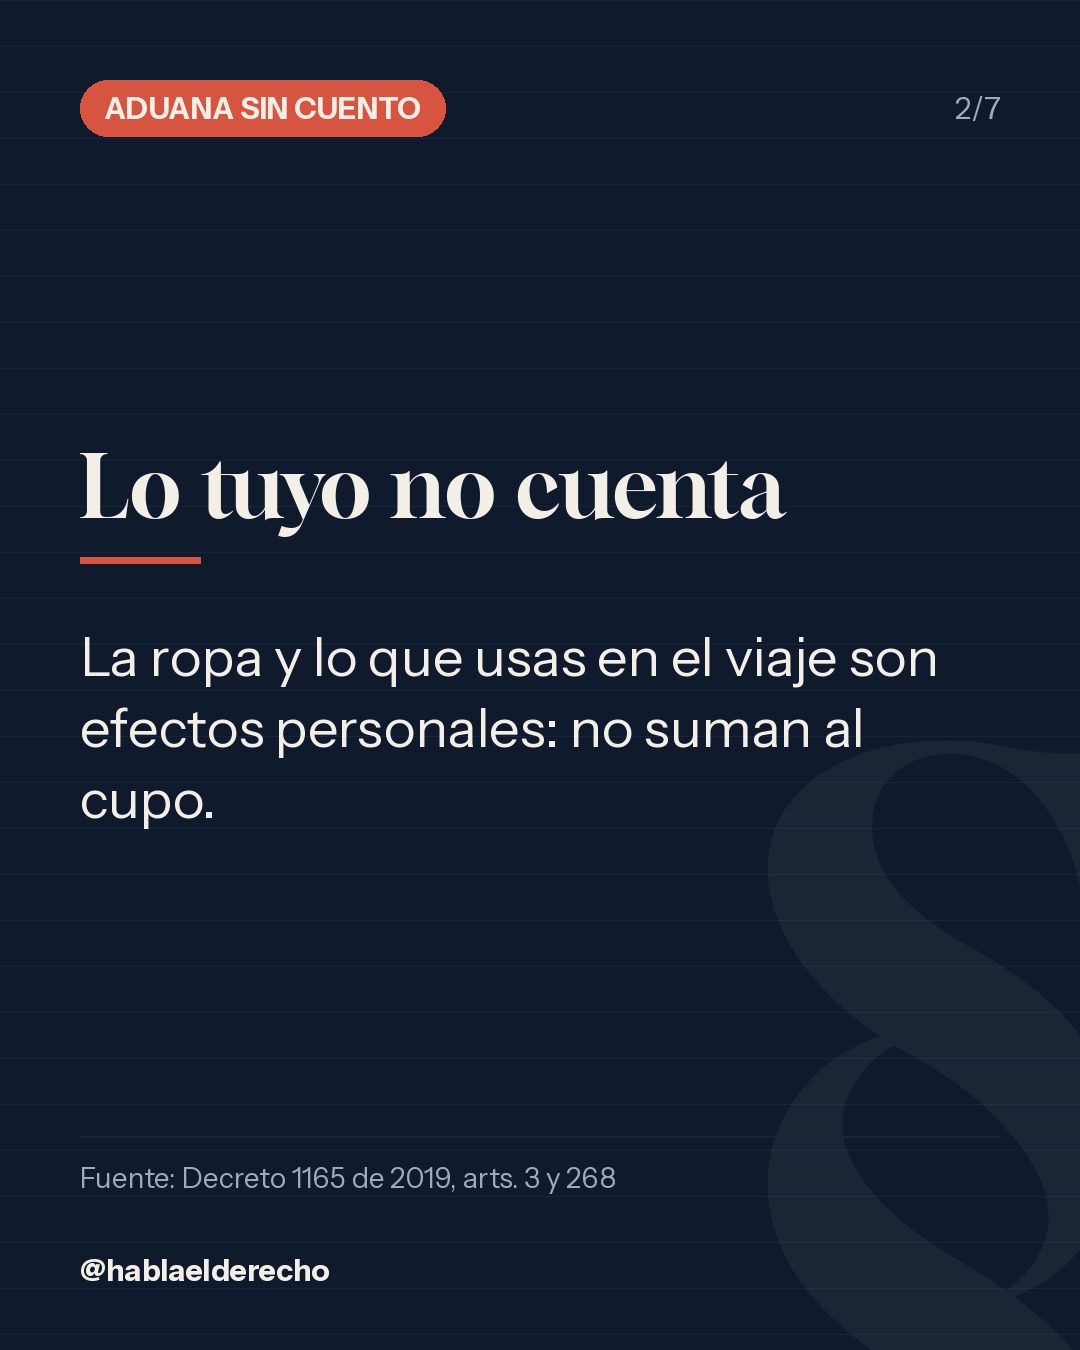 ADUANA SIN CUENTO
2/7
Lo tuyo no cuenta
La ropa y lo que usas en el viaje son
efectos personales: no suman al
cupo.
Fuente: Decreto 1165 de 2019, arts. 3 y 268
@hablaelderecho
§